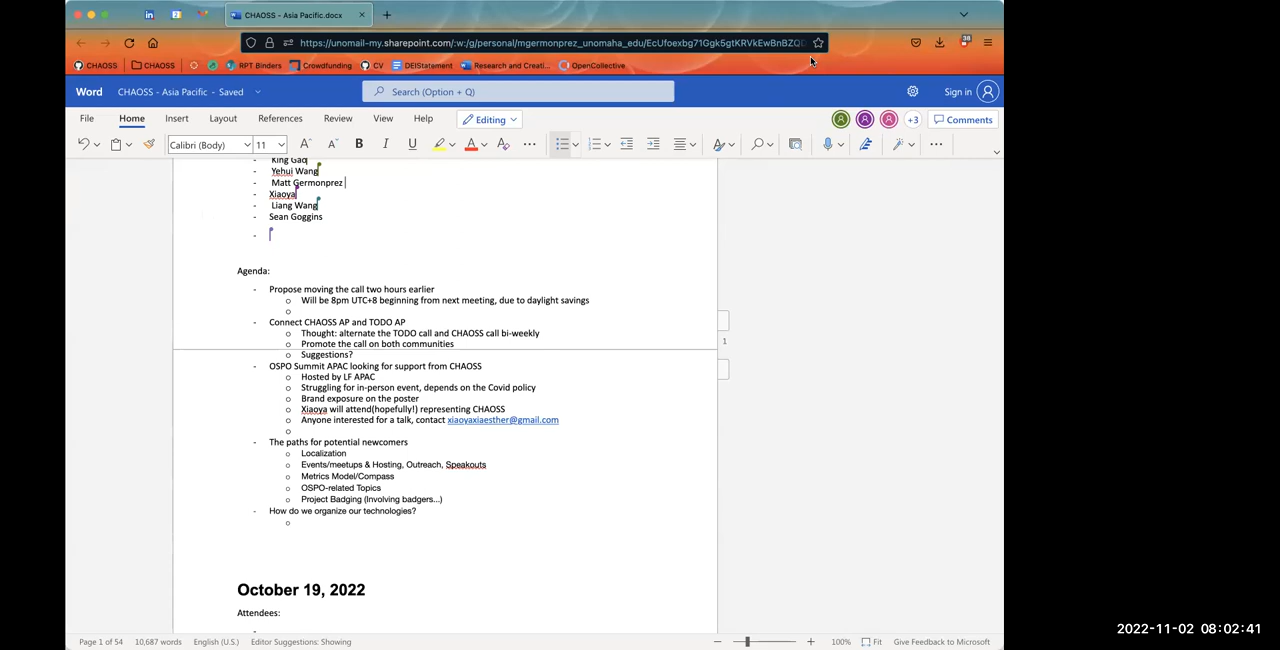 CHAOSS - Asia Pacific.docx
https://unomail-my.sharepoint.com/:w:/g/personal/mgermonprez_unomaha_edu/EcUfoexbg71Ggk5gtKRVkEwBnBZQD
38
CHAOSS CHAOSS RPT Binders Crowdfunding CV DEIStatement Research and Creati... OpenCollective
Word CHAOSS - Asia Pacific - Saved Search (Option + Q) Sign in
File Home Insert Layout References Review View Help Editing +3 Comments
Calibri (Body) 11 A A B I U A A
- King Gao
- Yehui Wang
- Matt Germonprez
- Xiaoya
- Liang Wang
- Sean Goggins
-
Agenda:
- Propose moving the call two hours earlier
o Will be 8pm UTC+8 beginning from next meeting, due to daylight savings
o
- Connect CHAOSS AP and TODO AP
o Thought: alternate the TODO call and CHAOSS call bi-weekly
o Promote the call on both communities
1
o Suggestions?
- OSPO Summit APAC looking for support from CHAOSS
o Hosted by LF APAC
o Struggling for in-person event, depends on the Covid policy
o Brand exposure on the poster
o Xiaoya will attend(hopefully!) representing CHAOSS
o Anyone interested for a talk, contact xiaoyaxiaesther@gmail.com
o
- The paths for potential newcomers
o Localization
o Events/meetups & Hosting, Outreach, Speakouts
o Metrics Model/Compass
o OSPO-related Topics
o Project Badging (Involving badgers...)
- How do we organize our technologies?
o
October 19, 2022
Attendees:
-
Page 1 of 54 10,687 words English (U.S.) Editor Suggestions: Showing 100% Fit Give Feedback to Microsoft
2022-11-02 08:02:41